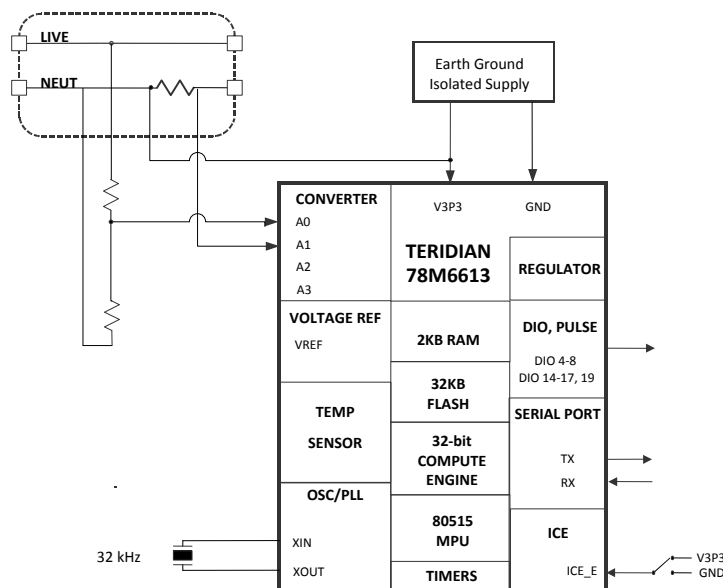 LIVE
NEUT
Earth Ground
Isolated Supply
CONVERTER
V3P3
GND
A0
A1
A2
A3
TERIDIAN
78M6613
REGULATOR
VOLTAGE REF
VREF
2KB RAM
DIO, PULSE
DIO 4-8
DIO 14-17, 19
32KB
FLASH
TEMP
SENSOR
SERIAL PORT
32-bit
COMPUTE
ENGINE
TX
RX
OSC/PLL
80515
MPU
ICE
XIN
32 kHz
XOUT
TIMERS
ICE_E
V3P3
GND